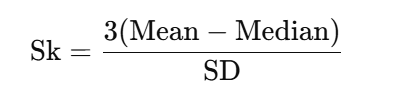 Sk = 3(Mean − Median) / SD